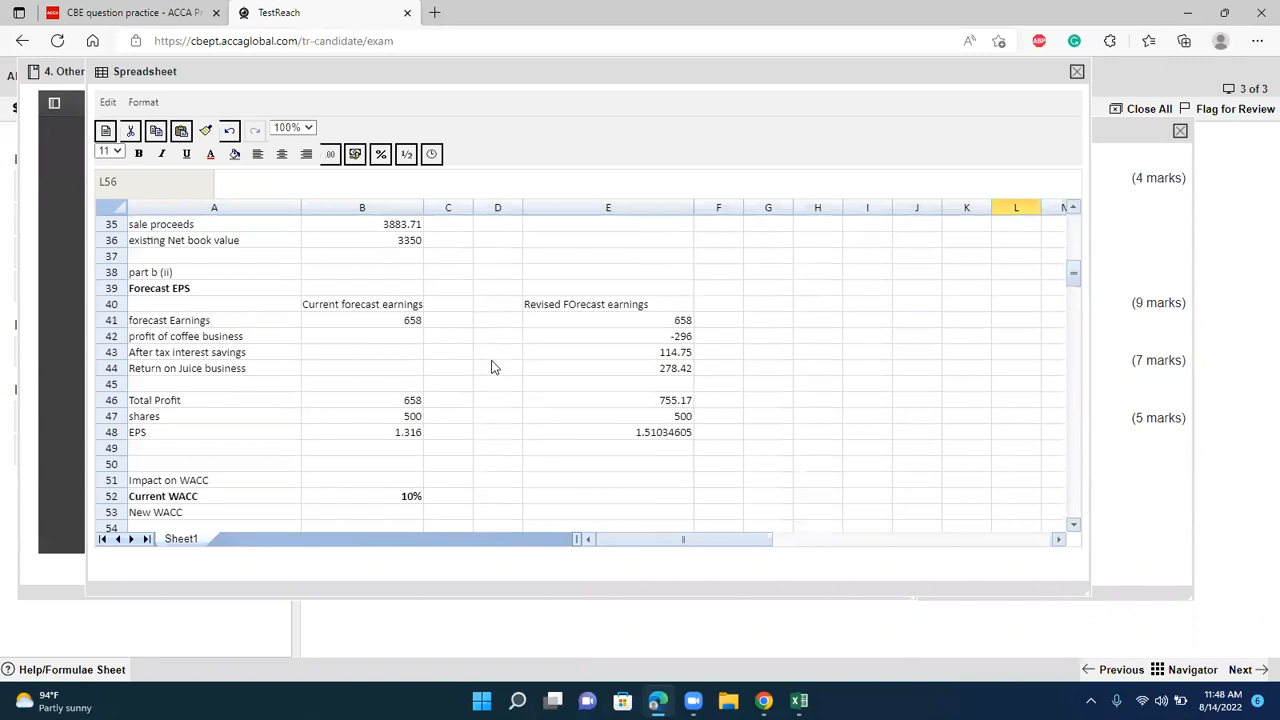 CBE question practice - ACCA Pr
TestReach
https://cbept.accaglobal.com/tr-candidate/exam
ABP
4. Other
Spreadsheet
3 of 3
Edit Format
Close All Flag for Review
100%
11 B I U A .00 % 1/2
(4 marks)
L56
A B C D E F G H I J K L M
35 sale proceeds 3883.71
36 existing Net book value 3350
37
38 part b (ii)
39 Forecast EPS
40 Current forecast earnings Revised FOrecast earnings
41 forecast Earnings 658 658
42 profit of coffee business -296
43 After tax interest savings 114.75
44 Return on Juice business 278.42
45
46 Total Profit 658 755.17
47 shares 500 500
48 EPS 1.316 1.51034605
49
50
51 Impact on WACC
52 Current WACC 10%
53 New WACC
54
(9 marks)
(7 marks)
(5 marks)
Sheet1
Help/Formulae Sheet
Previous Navigator Next
94°F
Partly sunny
11:48 AM
8/14/2022
6